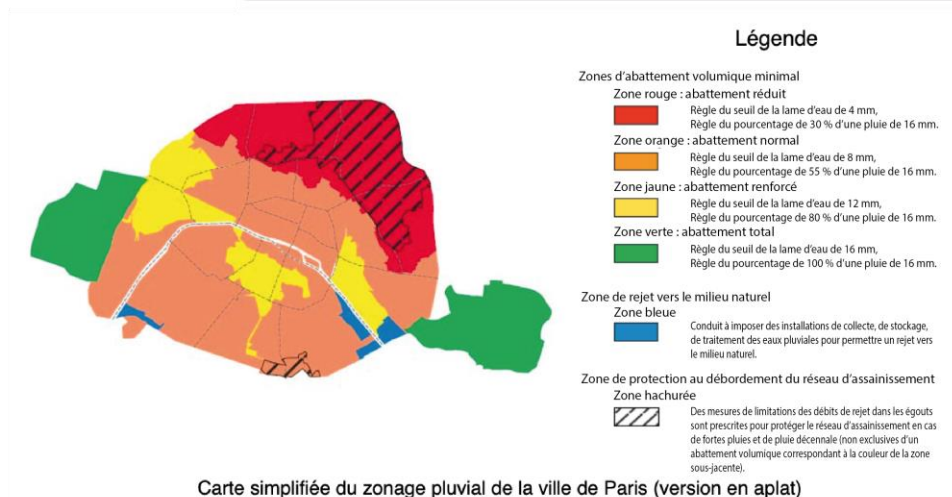 Légende
Zones d'abattement volumique minimal
Zone rouge : abattement réduit
Règle du seuil de la lame d'eau de 4 mm,
Règle du pourcentage de 30 % d'une pluie de 16 mm.
Zone orange : abattement normal
Règle du seuil de la lame d'eau de 8 mm,
Règle du pourcentage de 55 % d'une pluie de 16 mm.
Zone jaune : abattement renforcé
Règle du seuil de la lame d'eau de 12 mm,
Règle du pourcentage de 80 % d'une pluie de 16 mm.
Zone verte : abattement total
Règle du seuil de la lame d'eau de 16 mm,
Règle du pourcentage de 100 % d'une pluie de 16 mm.
Zone de rejet vers le milieu naturel
Zone bleue
Conduit à imposer des installations de collecte, de stockage,
de traitement des eaux pluviales pour permettre un rejet vers
le milieu naturel.
Zone de protection au débordement du réseau d'assainissement
Zone hachurée
Des mesures de limitations des débits de rejet dans les égouts
sont prescrites pour protéger le réseau d'assainissement en cas
de fortes pluies et de pluie décennale (non exclusives d'un
abattement volumique correspondant à la couleur de la zone
sous-jacente).
Carte simplifiée du zonage pluvial de la ville de Paris (version en aplat)